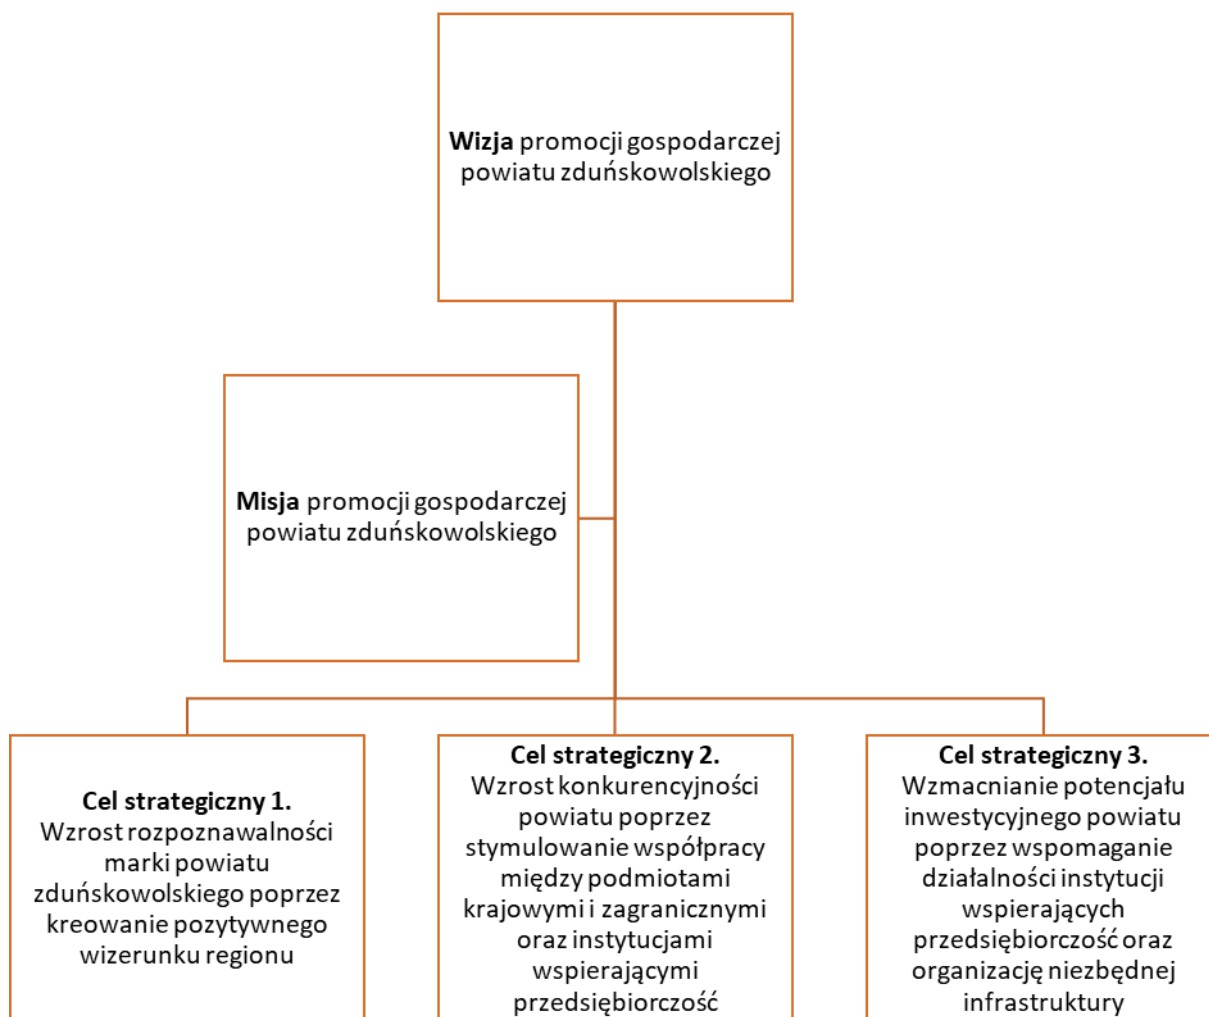 Wizja promocji gospodarczej
powiatu zduńskowolskiego
Misja promocji gospodarczej
powiatu zduńskowolskiego
Cel strategiczny 1.
Wzrost rozpoznawalności
marki powiatu
zduńskowolskiego poprzez
kreowanie pozytywnego
wizerunku regionu
Cel strategiczny 2.
Wzrost konkurencyjności
powiatu poprzez
stymulowanie współpracy
między podmiotami
krajowymi i zagranicznymi
oraz instytucjami
wspierającymi
przedsiębiorczość
Cel strategiczny 3.
Wzmacnianie potencjału
inwestycyjnego powiatu
poprzez wspomaganie
działalności instytucji
wspierających
przedsiębiorczość oraz
organizację niezbędnej
infrastruktury